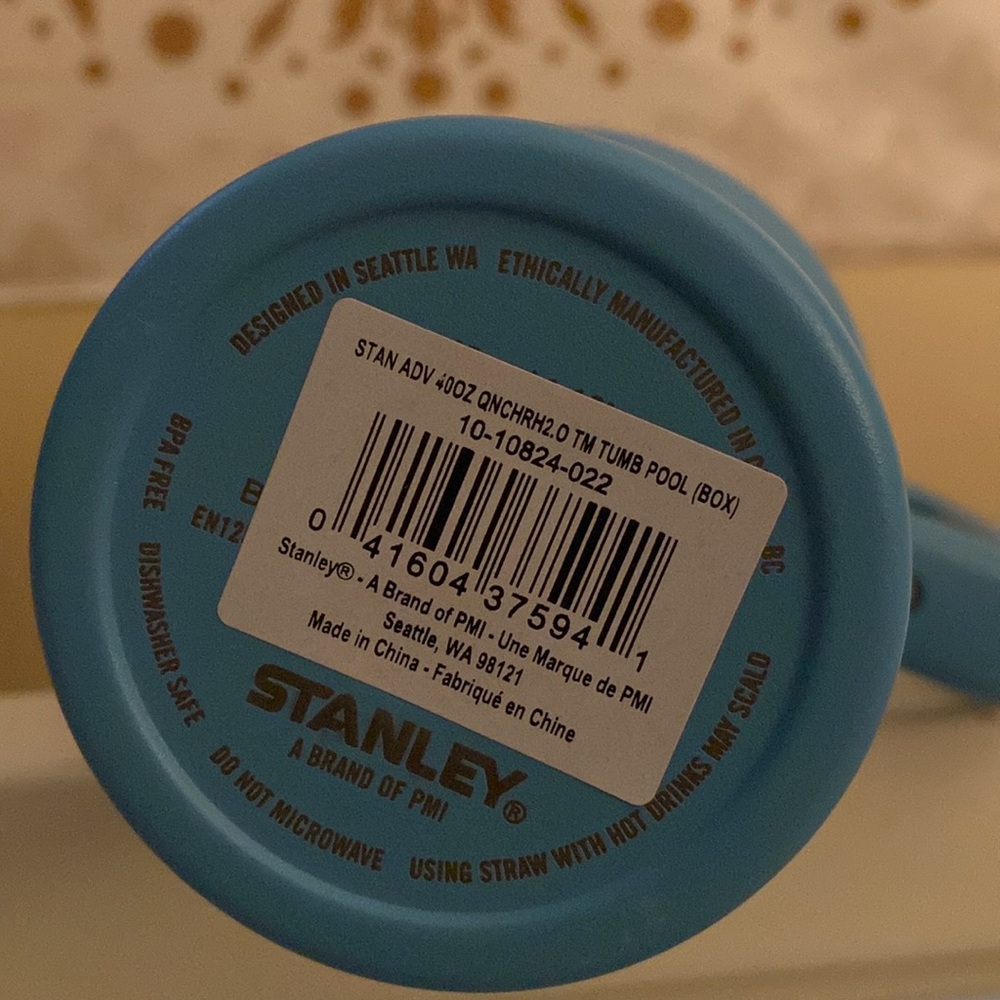 DESIGNED IN SEATTLE WA
ETHICALLY MANUFACTURED IN
STAN ADV 40OZ QNCHRH2.0 TM TUMB POOL (BOX)
10-10824-022
0 41604 37594 1
Stanley® - A Brand of PMI - Une Marque de PMI
Seattle, WA 98121
Made in China - Fabriqué en Chine
BPA FREE
DISHWASHER SAFE
STANLEY®
A BRAND OF PMI
DO NOT MICROWAVE
USING STRAW WITH HOT DRINKS MAY SCALD